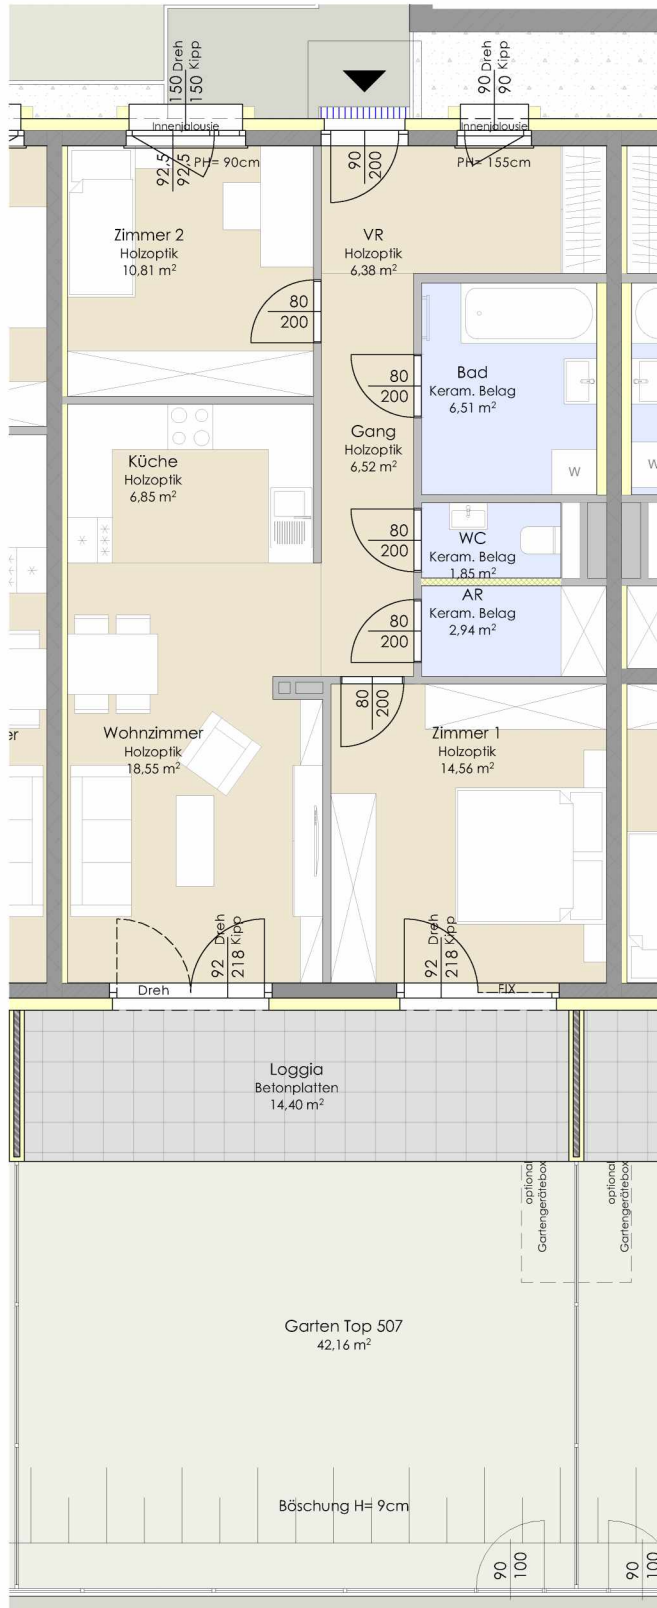 150 Dreh
150 Kipp
90 Dreh
90 Kipp
Innenjalousie
Innenjalousie
92,5
92,5
PH= 90cm
90
200
PH= 155cm
Zimmer 2
Holzoptik
10,81 m²
VR
Holzoptik
6,38 m²
80
200
Bad
Keram. Belag
6,51 m²
80
200
Gang
Holzoptik
6,52 m²
Küche
Holzoptik
6,85 m²
W
W
80
200
WC
Keram. Belag
1,85 m²
AR
Keram. Belag
2,94 m²
80
200
80
200
er
Wohnzimmer
Holzoptik
18,55 m²
Zimmer 1
Holzoptik
14,56 m²
92 Dreh
218 Kipp
92 Dreh
218 Kipp
Dreh
FIX
Loggia
Betonplatten
14,40 m²
optional
Gartengerätebox
optional
Gartengerätebox
Garten Top 507
42,16 m²
Böschung H= 9cm
90
100
90
100